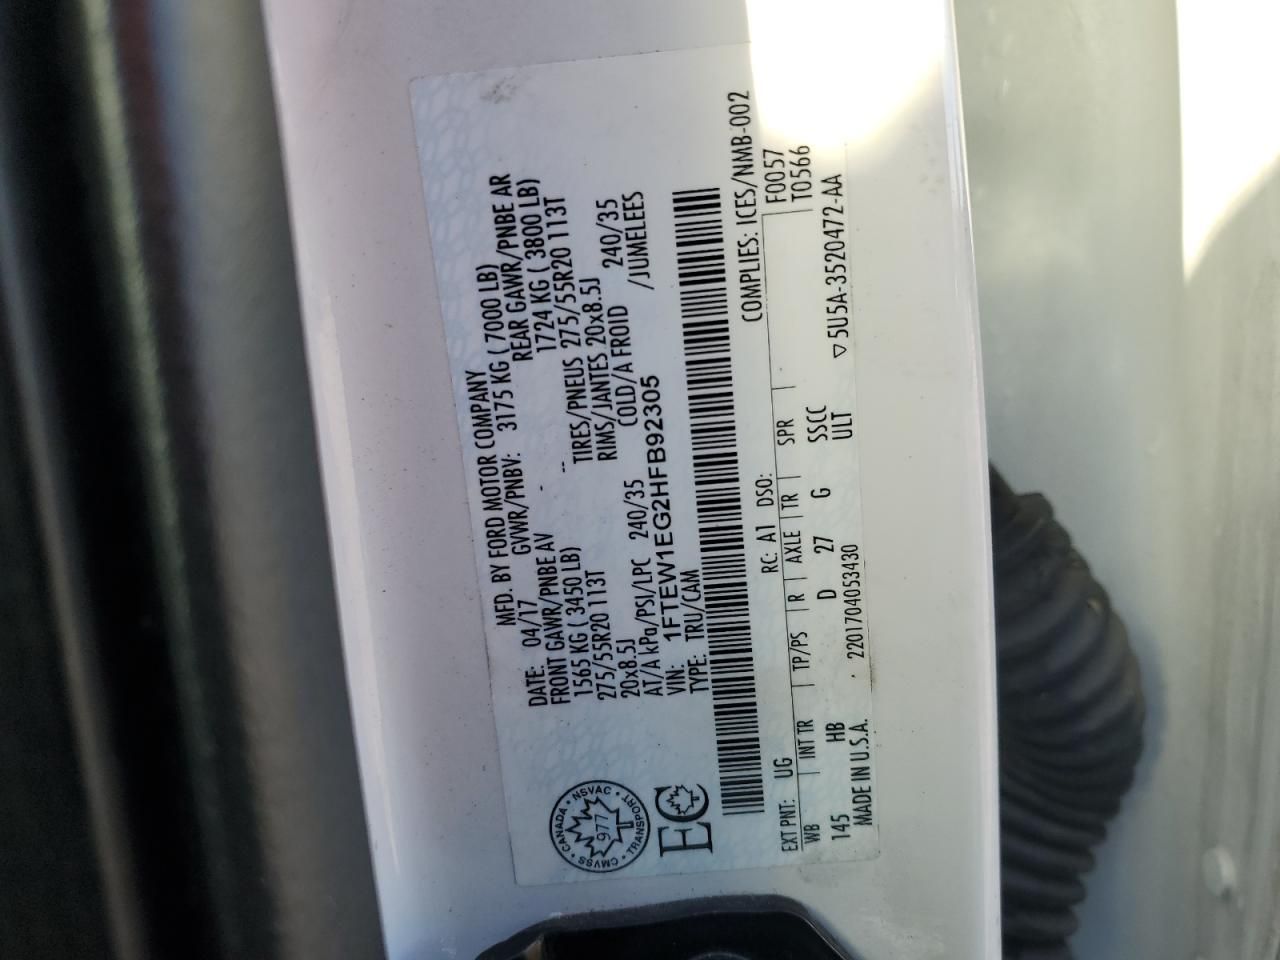 MFD. BY FORD MOTOR COMPANY
DATE: 04/17 GVWR/PNBV: 3175 KG ( 7000 LB)
FRONT GAWR/PNBE AV - -- REAR GAWR/PNBE AR
1565 KG ( 3450 LB) 1724 KG ( 3800 LB)
275/55R20 113T TIRES/PNEUS 275/55R20 113T
20x8.5J RIMS/JANTES 20x8.5J
AT/A kPa/PSI/LPC 240/35 COLD/A FROID 240/35
VIN: 1FTEW1EG2HFB92305 /JUMELEES
TYPE: TRU/CAM
CANADA • NSVAC • TRANSPORT • CMVSS •
977
EC
COMPLIES: ICES/NMB-002
EXT PNT: UG RC: A1 DSO: F0057
WB INT TR TP/PS R AXLE TR SPR T0566
145 HB D 27 G SSCC ▽5U5A-3520472-AA
MADE IN U.S.A. 2201704053430 ULT